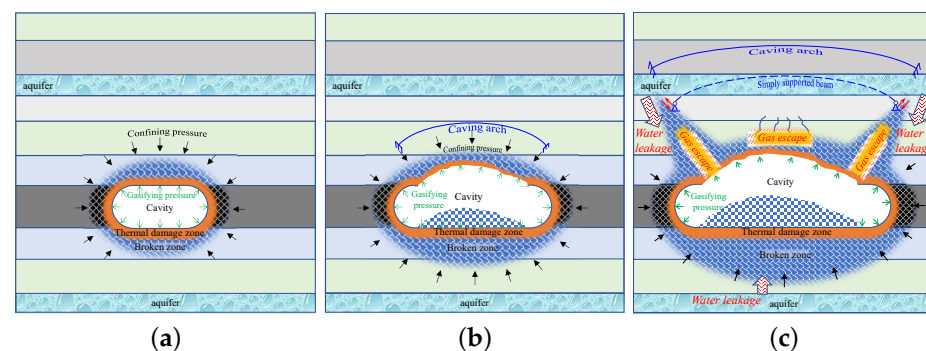 aquifer
Confining pressure
Gasifying pressure
Cavity
Thermal damage zone
Broken zone
aquifer
(a)
aquifer
Caving arch
Confining pressure
Cavity
Gasifying
pressure
Thermal damage zone
Broken zone
aquifer
(b)
Caving arch
aquifer
Simply supported beam
Water
leakage
Gas escape
Gas escape
Gas escape
Water
leakage
Cavity
Gasifying
pressure
Thermal damage zone
Broken zone
Water leakage
aquifer
(c)